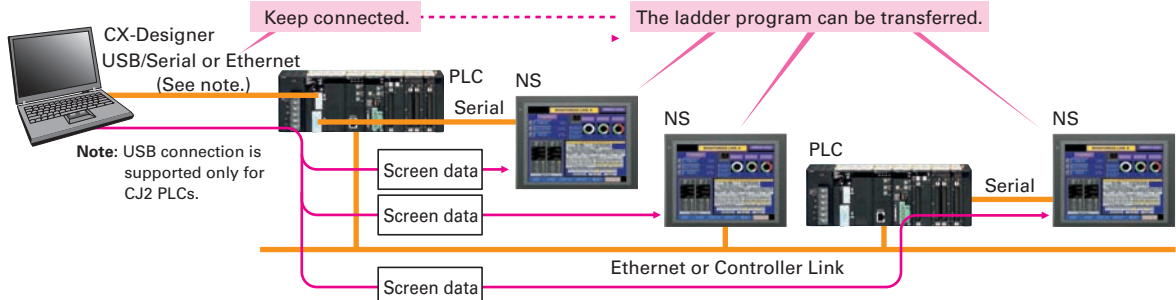 Keep connected.
The ladder program can be transferred.
CX-Designer
USB/Serial or Ethernet
(See note.)
PLC
NS
Serial
NS
NS
PLC
Serial
Note: USB connection is
supported only for
CJ2 PLCs.
Screen data
Screen data
Ethernet or Controller Link
Screen data